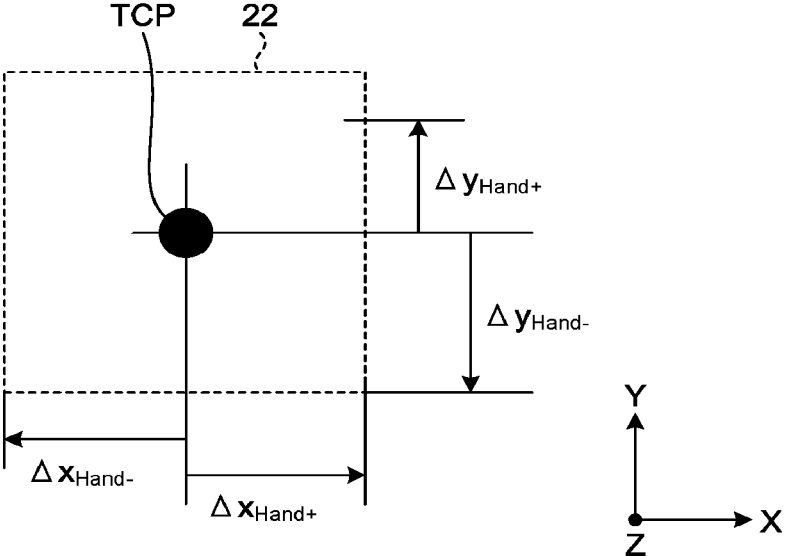 TCP 22
Δ yHand+
Δ yHand-
Δ xHand-
Δ xHand+
Y
X
Z